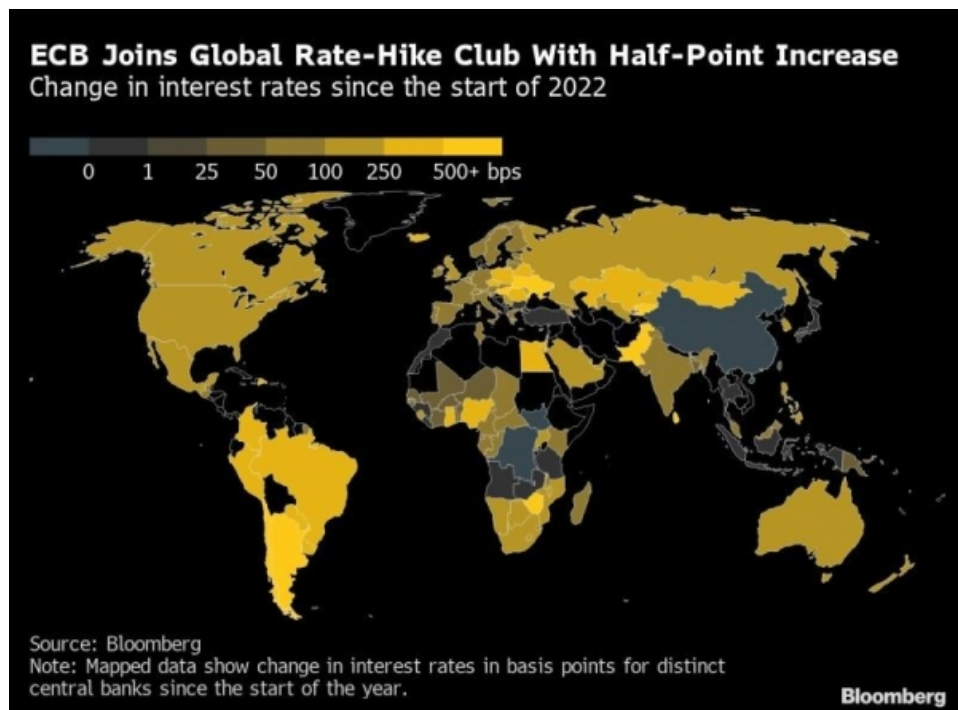 ECB Joins Global Rate-Hike Club With Half-Point Increase
Change in interest rates since the start of 2022
0 1 25 50 100 250 500+ bps
Source: Bloomberg
Note: Mapped data show change in interest rates in basis points for distinct
central banks since the start of the year.
Bloomberg